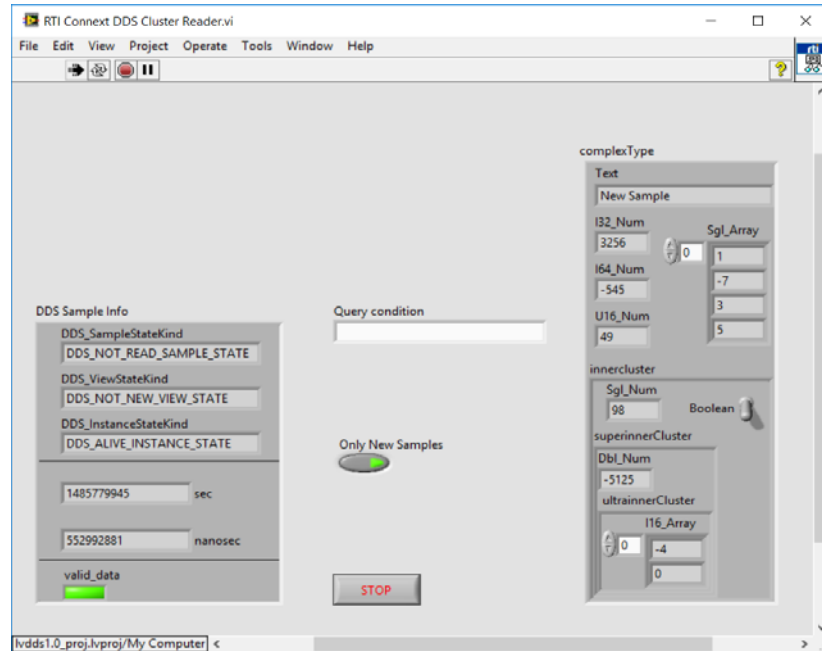 RTI Connext DDS Cluster Reader.vi
File Edit View Project Operate Tools Window Help
rti
complexType
Text
New Sample
I32_Num
3256
I64_Num
-545
U16_Num
49
Sgl_Array
0
1
-7
3
5
innercluster
Sgl_Num
98
Boolean
superinnerCluster
Dbl_Num
-5125
ultrainnerCluster
I16_Array
0
-4
0
DDS Sample Info
DDS_SampleStateKind
DDS_NOT_READ_SAMPLE_STATE
DDS_ViewStateKind
DDS_NOT_NEW_VIEW_STATE
DDS_InstanceStateKind
DDS_ALIVE_INSTANCE_STATE
1485779945 sec
552992881 nanosec
valid_data
Query condition
Only New Samples
STOP
lvdds1.0_proj.lvproj/My Computer